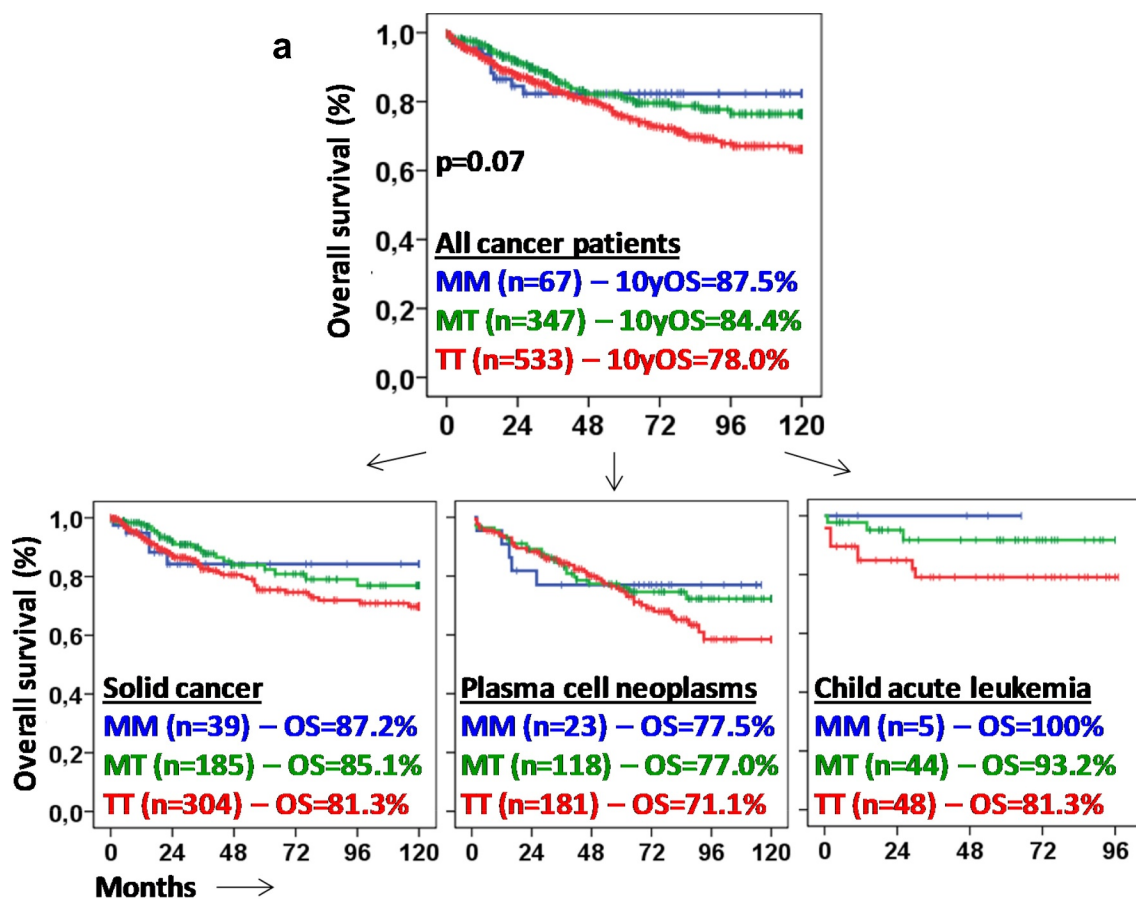 a
Overall survival (%)
1,0
0,8
0,6
0,4
0,2
0,0
p=0.07
All cancer patients
MM (n=67) – 10yOS=87.5%
MT (n=347) – 10yOS=84.4%
TT (n=533) – 10yOS=78.0%
0 24 48 72 96 120
Overall survival (%)
1,0
0,8
0,6
0,4
0,2
0,0
Solid cancer
MM (n=39) – OS=87.2%
MT (n=185) – OS=85.1%
TT (n=304) – OS=81.3%
0 24 48 72 96 120
Plasma cell neoplasms
MM (n=23) – OS=77.5%
MT (n=118) – OS=77.0%
TT (n=181) – OS=71.1%
0 24 48 72 96 120
Child acute leukemia
MM (n=5) – OS=100%
MT (n=44) – OS=93.2%
TT (n=48) – OS=81.3%
0 24 48 72 96
Months